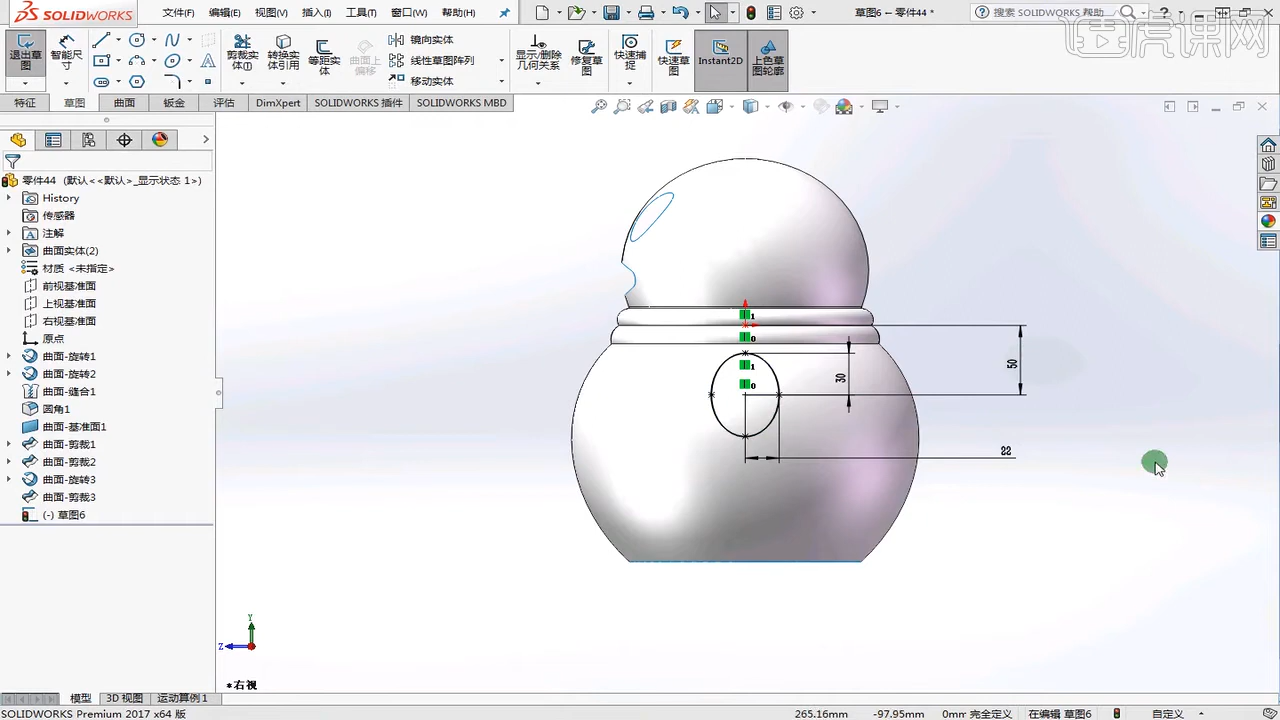 SOLIDWORKS 文件(F) 编辑(E) 视图(V) 插入(I) 工具(T) 窗口(W) 帮助(H) 草图6 ← 零件44 * 搜索 SOLIDWORKS 帮助
虎课网
退出草图 智能尺寸 剪裁实体(T) 转换实体引用 等距实体 曲面上偏移 镜向实体 线性草图阵列 移动实体 显示/删除几何关系 修复草图 快速捕捉 快速草图 Instant2D 上色草图轮廓
特征 草图 曲面 钣金 评估 DimXpert SOLIDWORKS 插件 SOLIDWORKS MBD
零件44 (默认<<默认>_显示状态 1>)
History
传感器
注解
曲面实体(2)
材质 <未指定>
前视基准面
上视基准面
右视基准面
原点
曲面-旋转1
曲面-旋转2
曲面-缝合1
圆角1
曲面-基准面1
曲面-剪裁1
曲面-剪裁2
曲面-旋转3
曲面-剪裁3
(-) 草图6
1
0
1
0
30
50
22
Y
Z
*右視
模型 3D 视图 运动算例 1
SOLIDWORKS Premium 2017 x64 版 265.16mm -97.95mm 0mm 完全定义 在编辑 草图6 自定义